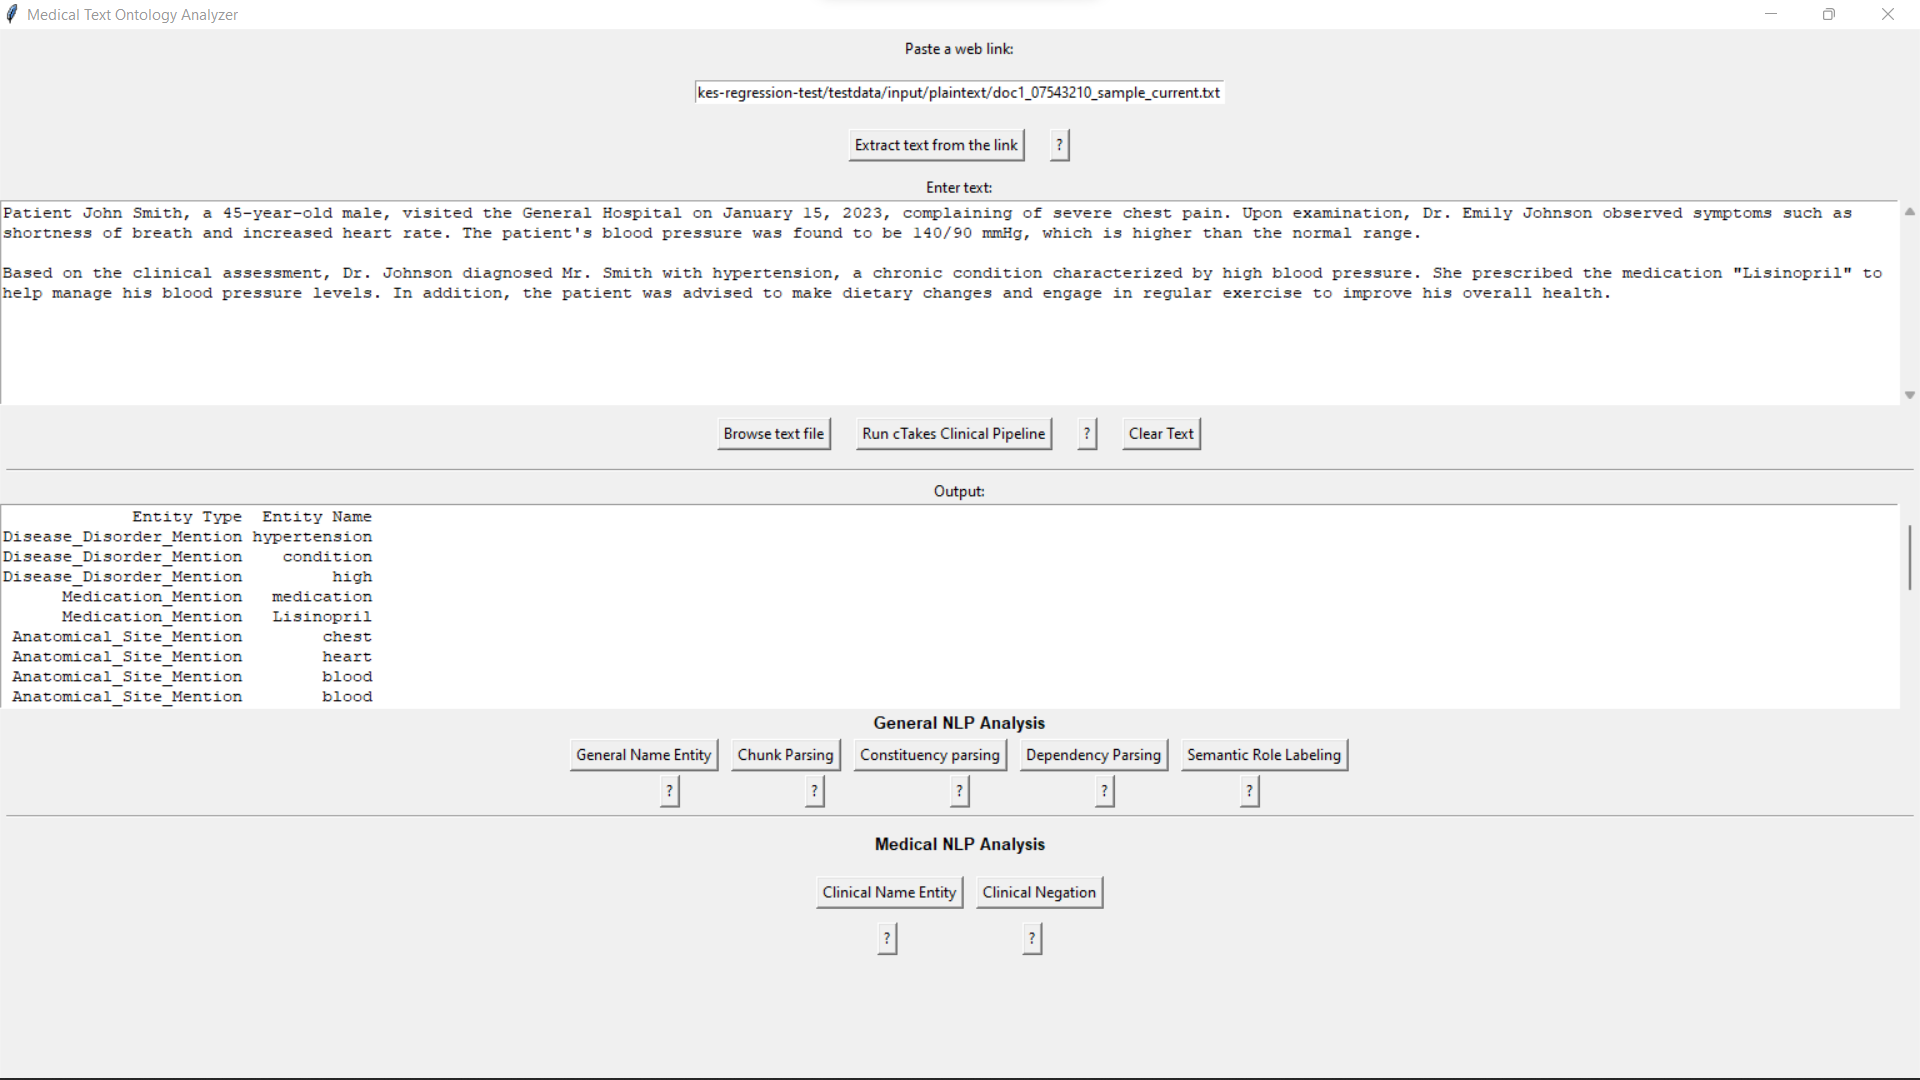 Medical Text Ontology Analyzer
Paste a web link:
kes-regression-test/testdata/input/plaintext/doc1_07543210_sample_current.txt
Extract text from the link ?
Enter text:
Patient John Smith, a 45-year-old male, visited the General Hospital on January 15, 2023, complaining of severe chest pain. Upon examination, Dr. Emily Johnson observed symptoms such as
shortness of breath and increased heart rate. The patient's blood pressure was found to be 140/90 mmHg, which is higher than the normal range.
Based on the clinical assessment, Dr. Johnson diagnosed Mr. Smith with hypertension, a chronic condition characterized by high blood pressure. She prescribed the medication "Lisinopril" to
help manage his blood pressure levels. In addition, the patient was advised to make dietary changes and engage in regular exercise to improve his overall health.
Browse text file Run cTakes Clinical Pipeline ? Clear Text
Output:
Entity Type Entity Name
Disease_Disorder_Mention hypertension
Disease_Disorder_Mention condition
Disease_Disorder_Mention high
Medication_Mention medication
Medication_Mention Lisinopril
Anatomical_Site_Mention chest
Anatomical_Site_Mention heart
Anatomical_Site_Mention blood
Anatomical_Site_Mention blood
General NLP Analysis
General Name Entity Chunk Parsing Constituency parsing Dependency Parsing Semantic Role Labeling
? ? ? ? ?
Medical NLP Analysis
Clinical Name Entity Clinical Negation
? ?